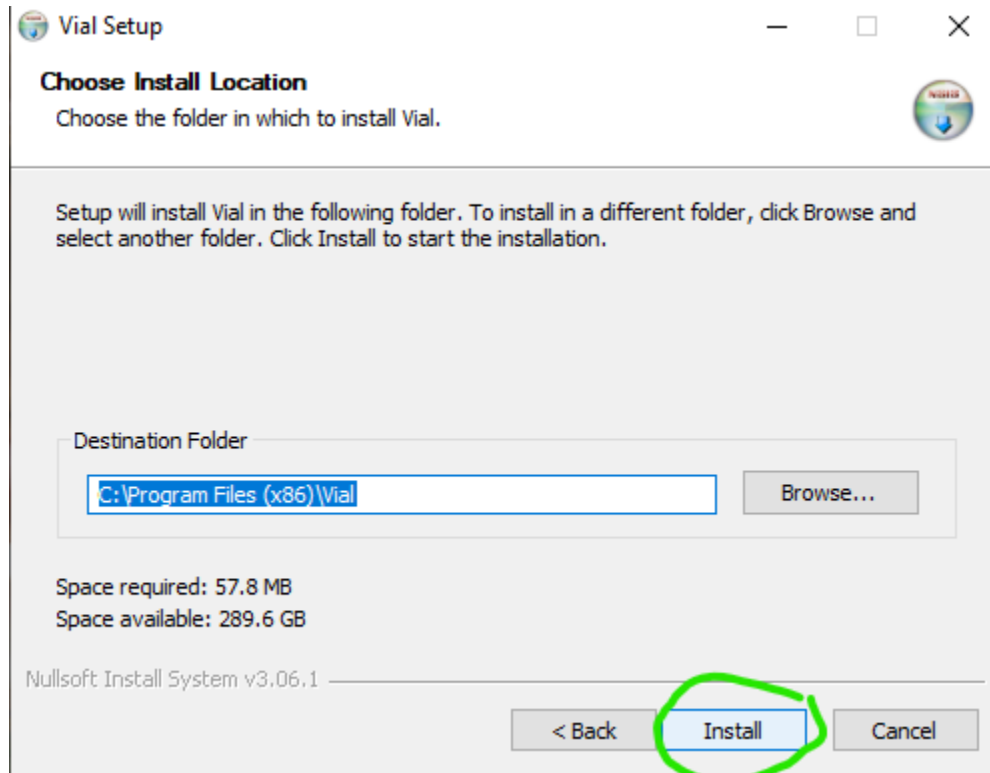 Vial Setup
Choose Install Location
Choose the folder in which to install Vial.
Setup will install Vial in the following folder. To install in a different folder, click Browse and
select another folder. Click Install to start the installation.
Destination Folder
C:\Program Files (x86)\Vial
Browse...
Space required: 57.8 MB
Space available: 289.6 GB
Nullsoft Install System v3.06.1
< Back
Install
Cancel